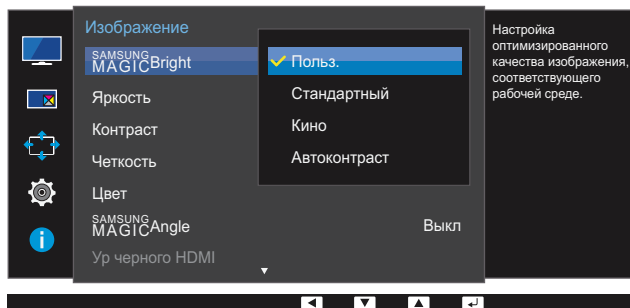 Изображение
SAMSUNG
MAGICBright
Яркость
Контраст
Четкость
Цвет
SAMSUNG
MAGICAngle
Выкл
Ур черного HDMI
Польз.
Стандартный
Кино
Автоконтраст
Настройка
оптимизированного
качества изображения,
соответствующего
рабочей среде.